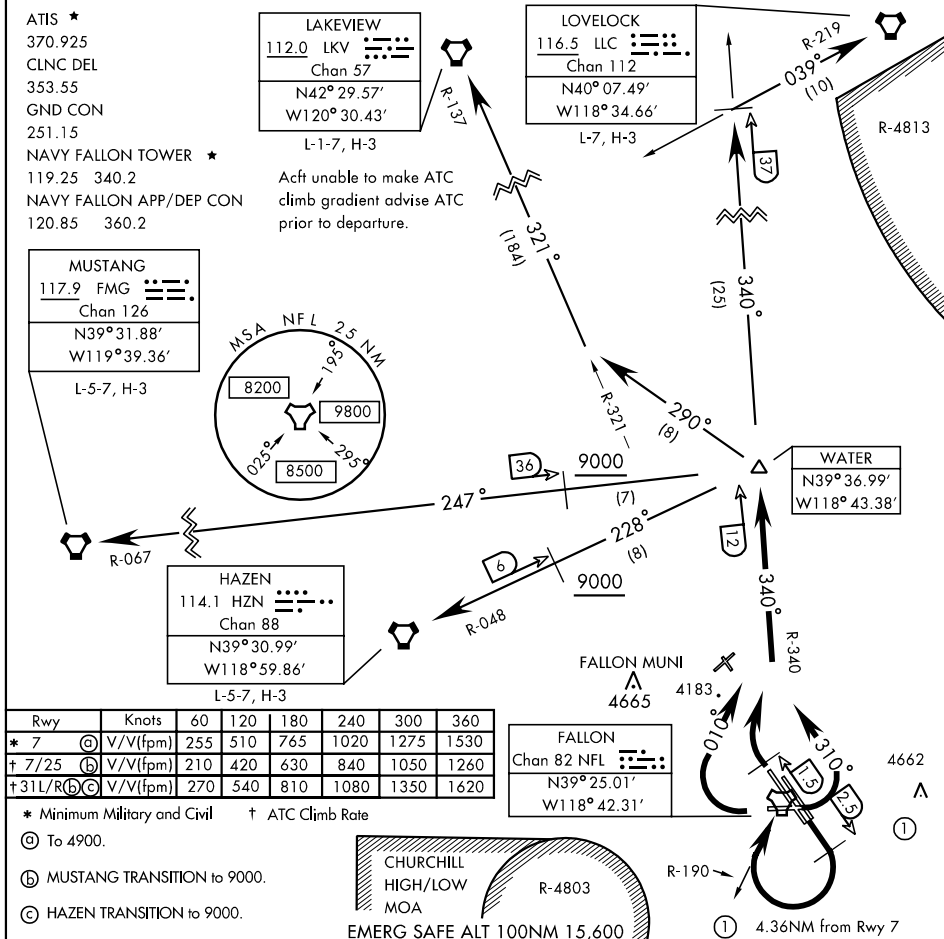 ATIS ★
370.925
CLNC DEL
353.55
GND CON
251.15
NAVY FALLON TOWER ★
119.25 340.2
NAVY FALLON APP/DEP CON
120.85 360.2
LAKEVIEW
112.0 LKV
Chan 57
N42° 29.57'
W120° 30.43'
L-1-7, H-3
Acft unable to make ATC
climb gradient advise ATC
prior to departure.
LOVELOCK
116.5 LLC
Chan 112
N40° 07.49'
W118° 34.66'
L-7, H-3
R-219
039°
(10)
R-4813
37
R-137
321°
(184)
340°
(25)
MUSTANG
117.9 FMG
Chan 126
N39° 31.88'
W119° 39.36'
L-5-7, H-3
MSA NFL 25 NM
195°
8200
9800
025°
295°
8500
R-321
290°
(8)
WATER
N39° 36.99'
W118° 43.38'
36
9000
(7)
247°
R-067
228°
(8)
6
9000
R-048
12
340°
R-340
HAZEN
114.1 HZN
Chan 88
N39° 30.99'
W118° 59.86'
L-5-7, H-3
FALLON MUNI
4665
4183
010°
310°
1.5
2.5
4662
①
FALLON
Chan 82 NFL
N39° 25.01'
W118° 42.31'
R-190
① 4.36NM from Rwy 7
Rwy Knots 60 120 180 240 300 360
* 7 ⓐ V/V(fpm) 255 510 765 1020 1275 1530
† 7/25 ⓑ V/V(fpm) 210 420 630 840 1050 1260
† 31L/R ⓑ ⓒ V/V(fpm) 270 540 810 1080 1350 1620
* Minimum Military and Civil † ATC Climb Rate
ⓐ To 4900.
ⓑ MUSTANG TRANSITION to 9000.
ⓒ HAZEN TRANSITION to 9000.
CHURCHILL
HIGH/LOW
MOA
R-4803
EMERG SAFE ALT 100NM 15,600